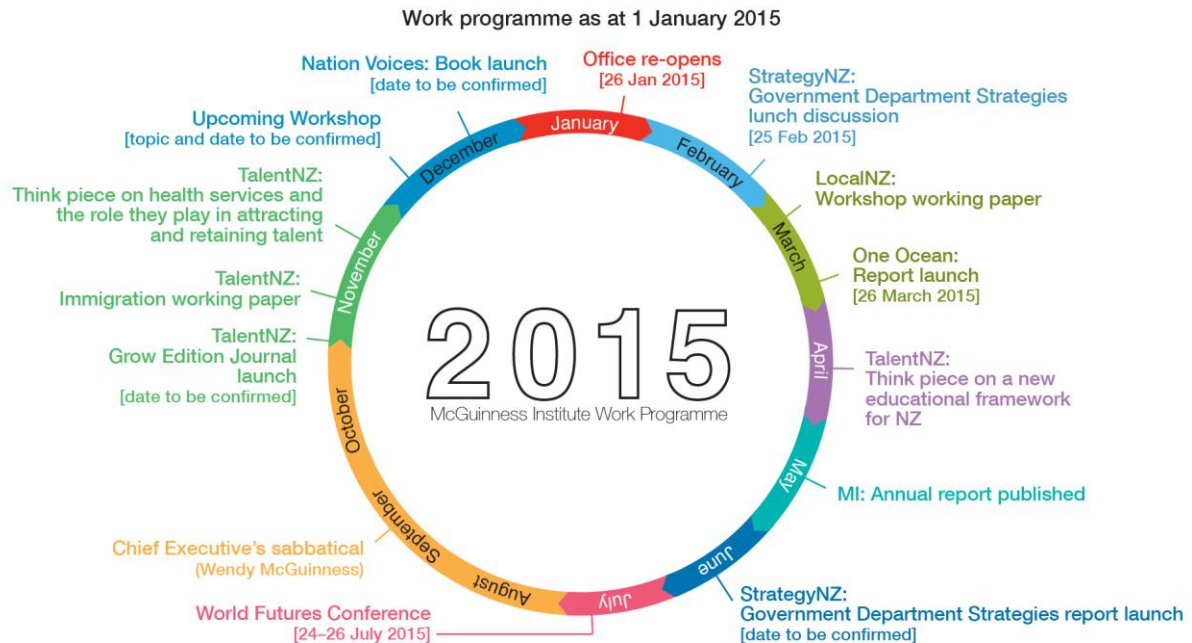 Work programme as at 1 January 2015
Office re-opens
[26 Jan 2015]
StrategyNZ:
Government Department Strategies
lunch discussion
[25 Feb 2015]
LocalNZ:
Workshop working paper
One Ocean:
Report launch
[26 March 2015]
TalentNZ:
Think piece on a new
educational framework
for NZ
MI: Annual report published
StrategyNZ:
Government Department Strategies report launch
[date to be confirmed]
World Futures Conference
[24–26 July 2015]
Chief Executive's sabbatical
(Wendy McGuinness)
TalentNZ:
Grow Edition Journal
launch
[date to be confirmed]
TalentNZ:
Immigration working paper
TalentNZ:
Think piece on health services and
the role they play in attracting
and retaining talent
Upcoming Workshop
[topic and date to be confirmed]
Nation Voices: Book launch
[date to be confirmed]
January
February
March
April
May
June
July
August
September
October
November
December
2015
McGuinness Institute Work Programme